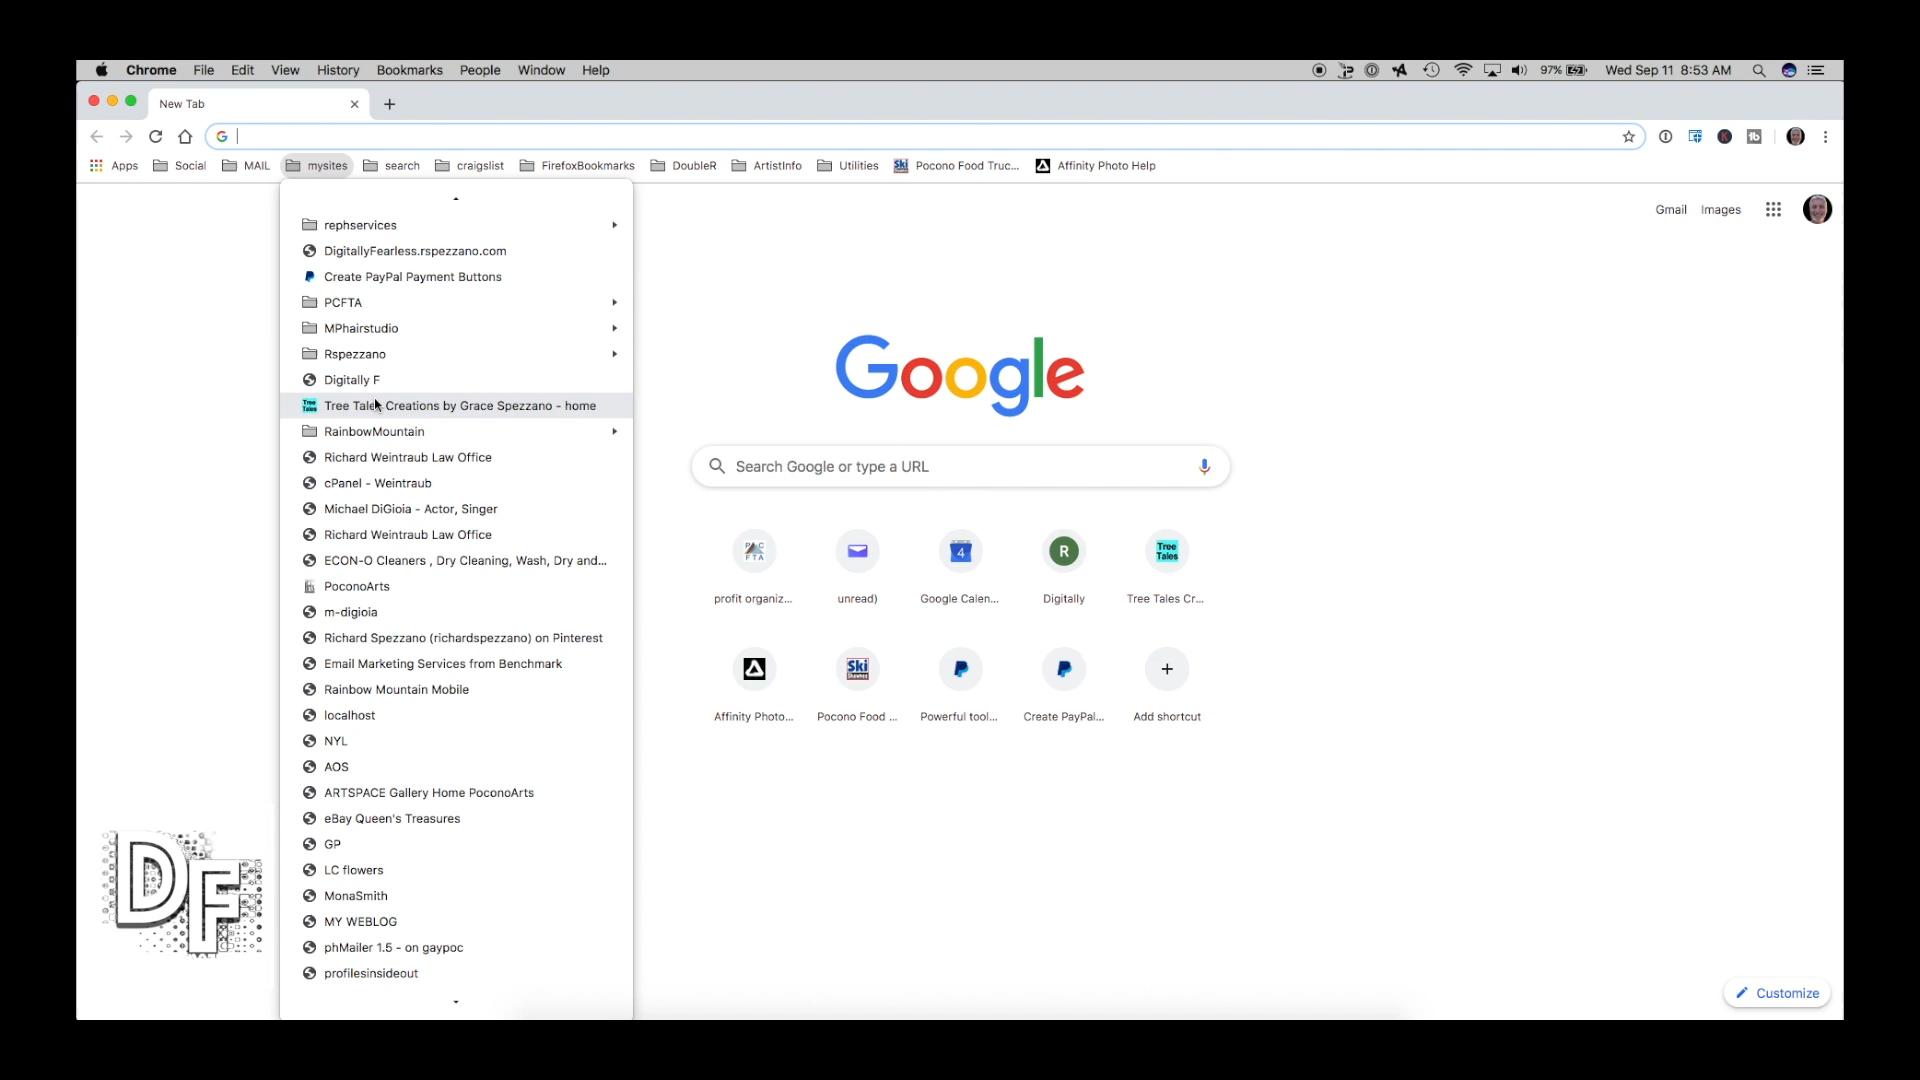 Chrome File Edit View History Bookmarks People Window Help
97% Wed Sep 11 8:53 AM
New Tab
Apps Social MAIL mysites search craigslist FirefoxBookmarks DoubleR ArtistInfo Utilities Pocono Food Truc... Affinity Photo Help
Gmail Images
rephservices
DigitallyFearless.rspezzano.com
Create PayPal Payment Buttons
PCFTA
MPhairstudio
Rspezzano
Digitally F
Tree Tales Creations by Grace Spezzano - home
RainbowMountain
Richard Weintraub Law Office
cPanel - Weintraub
Michael DiGioia - Actor, Singer
Richard Weintraub Law Office
ECON-O Cleaners , Dry Cleaning, Wash, Dry and...
PoconoArts
m-digioia
Richard Spezzano (richardspezzano) on Pinterest
Email Marketing Services from Benchmark
Rainbow Mountain Mobile
localhost
NYL
AOS
ARTSPACE Gallery Home PoconoArts
eBay Queen's Treasures
GP
LC flowers
MonaSmith
MY WEBLOG
phMailer 1.5 - on gaypoc
profilesinsideout
Google
Search Google or type a URL
4
R
Tree
Tales
profit organiz... unread) Google Calen... Digitally Tree Tales Cr...
Ski
Affinity Photo... Pocono Food ... Powerful tool... Create PayPal... Add shortcut
DF
Customize